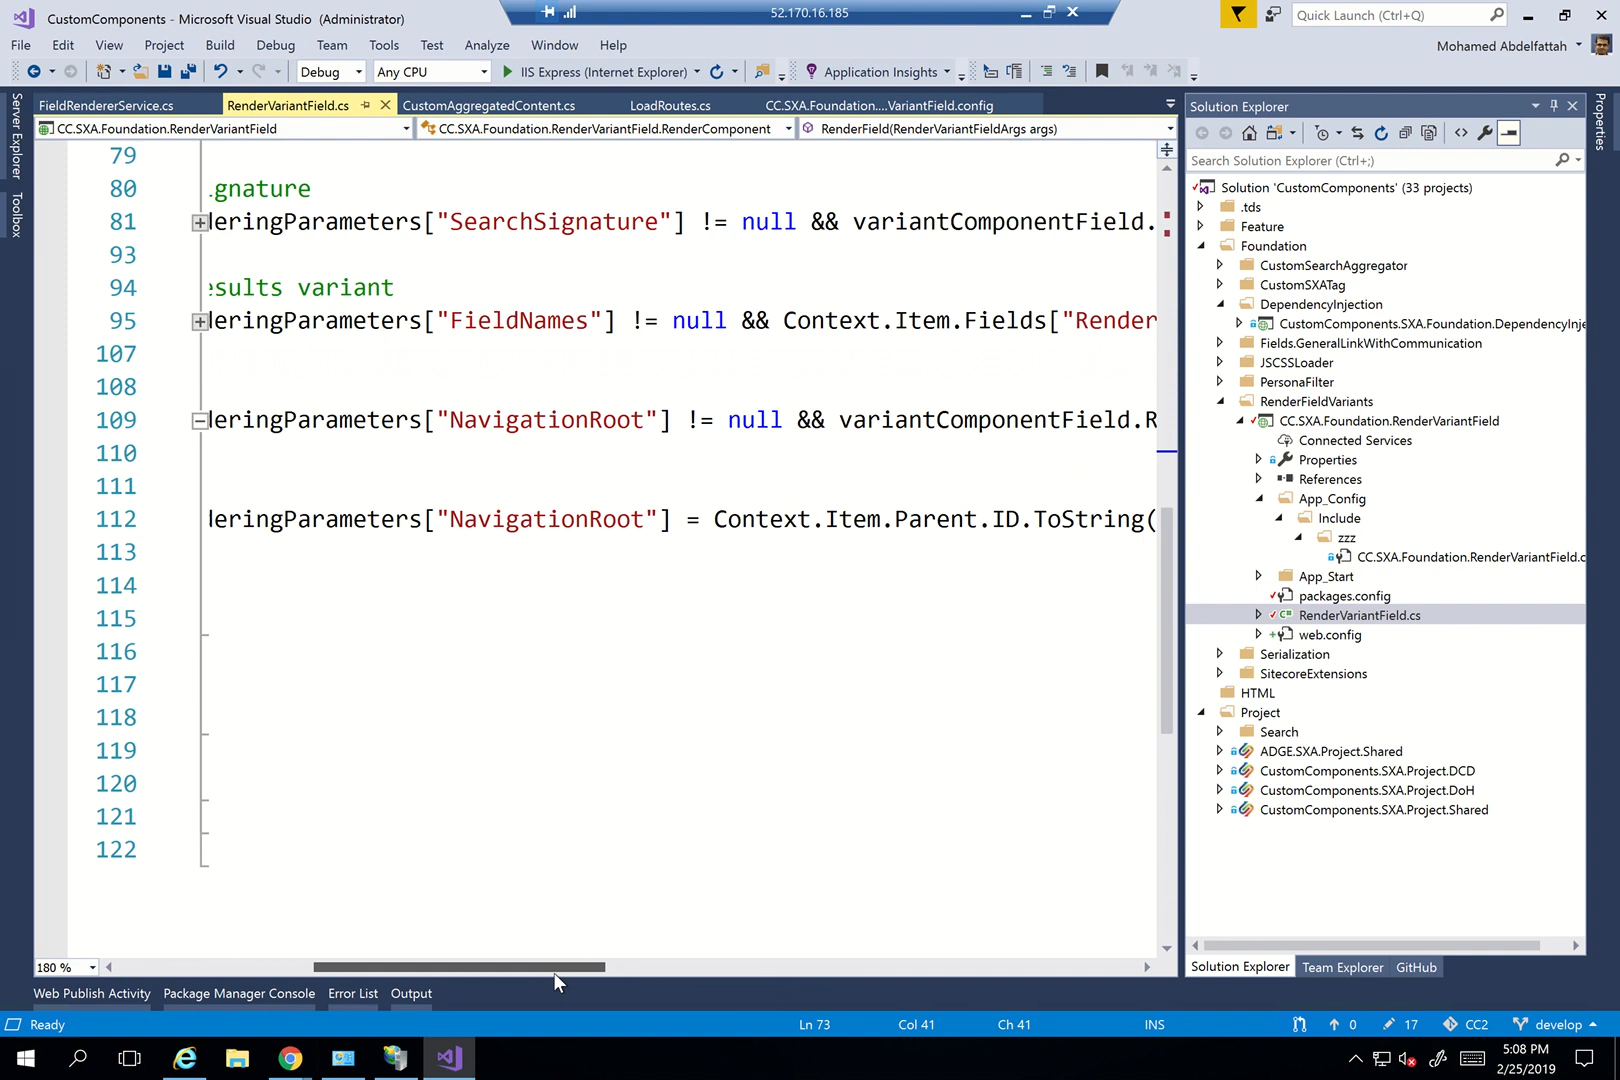 CustomComponents - Microsoft Visual Studio (Administrator)
52.170.16.185
Quick Launch (Ctrl+Q)
File Edit View Project Build Debug Team Tools Test Analyze Window Help
Mohamed Abdelfattah
Debug Any CPU IIS Express (Internet Explorer) Application Insights
Server Explorer
Toolbox
FieldRendererService.cs RenderVariantField.cs CustomAggregatedContent.cs LoadRoutes.cs CC.SXA.Foundation....VariantField.config
CC.SXA.Foundation.RenderVariantField CC.SXA.Foundation.RenderVariantField.RenderComponent RenderField(RenderVariantFieldArgs args)
79
80 .gnature
81 deringParameters["SearchSignature"] != null && variantComponentField.
93
94 esults variant
95 deringParameters["FieldNames"] != null && Context.Item.Fields["Render
107
108
109 deringParameters["NavigationRoot"] != null && variantComponentField.R
110
111
112 deringParameters["NavigationRoot"] = Context.Item.Parent.ID.ToString(
113
114
115
116
117
118
119
120
121
122
180 %
Solution Explorer
Search Solution Explorer (Ctrl+;)
Solution 'CustomComponents' (33 projects)
.tds
Feature
Foundation
CustomSearchAggregator
CustomSXATag
DependencyInjection
CustomComponents.SXA.Foundation.DependencyInje
Fields.GeneralLinkWithCommunication
JSCSSLoader
PersonaFilter
RenderFieldVariants
CC.SXA.Foundation.RenderVariantField
Connected Services
Properties
References
App_Config
Include
zzz
CC.SXA.Foundation.RenderVariantField.c
App_Start
packages.config
RenderVariantField.cs
web.config
Serialization
SitecoreExtensions
HTML
Project
Search
ADGE.SXA.Project.Shared
CustomComponents.SXA.Project.DCD
CustomComponents.SXA.Project.DoH
CustomComponents.SXA.Project.Shared
Solution Explorer Team Explorer GitHub
Properties
Web Publish Activity Package Manager Console Error List Output
Ready Ln 73 Col 41 Ch 41 INS 0 17 CC2 develop
5:08 PM
2/25/2019